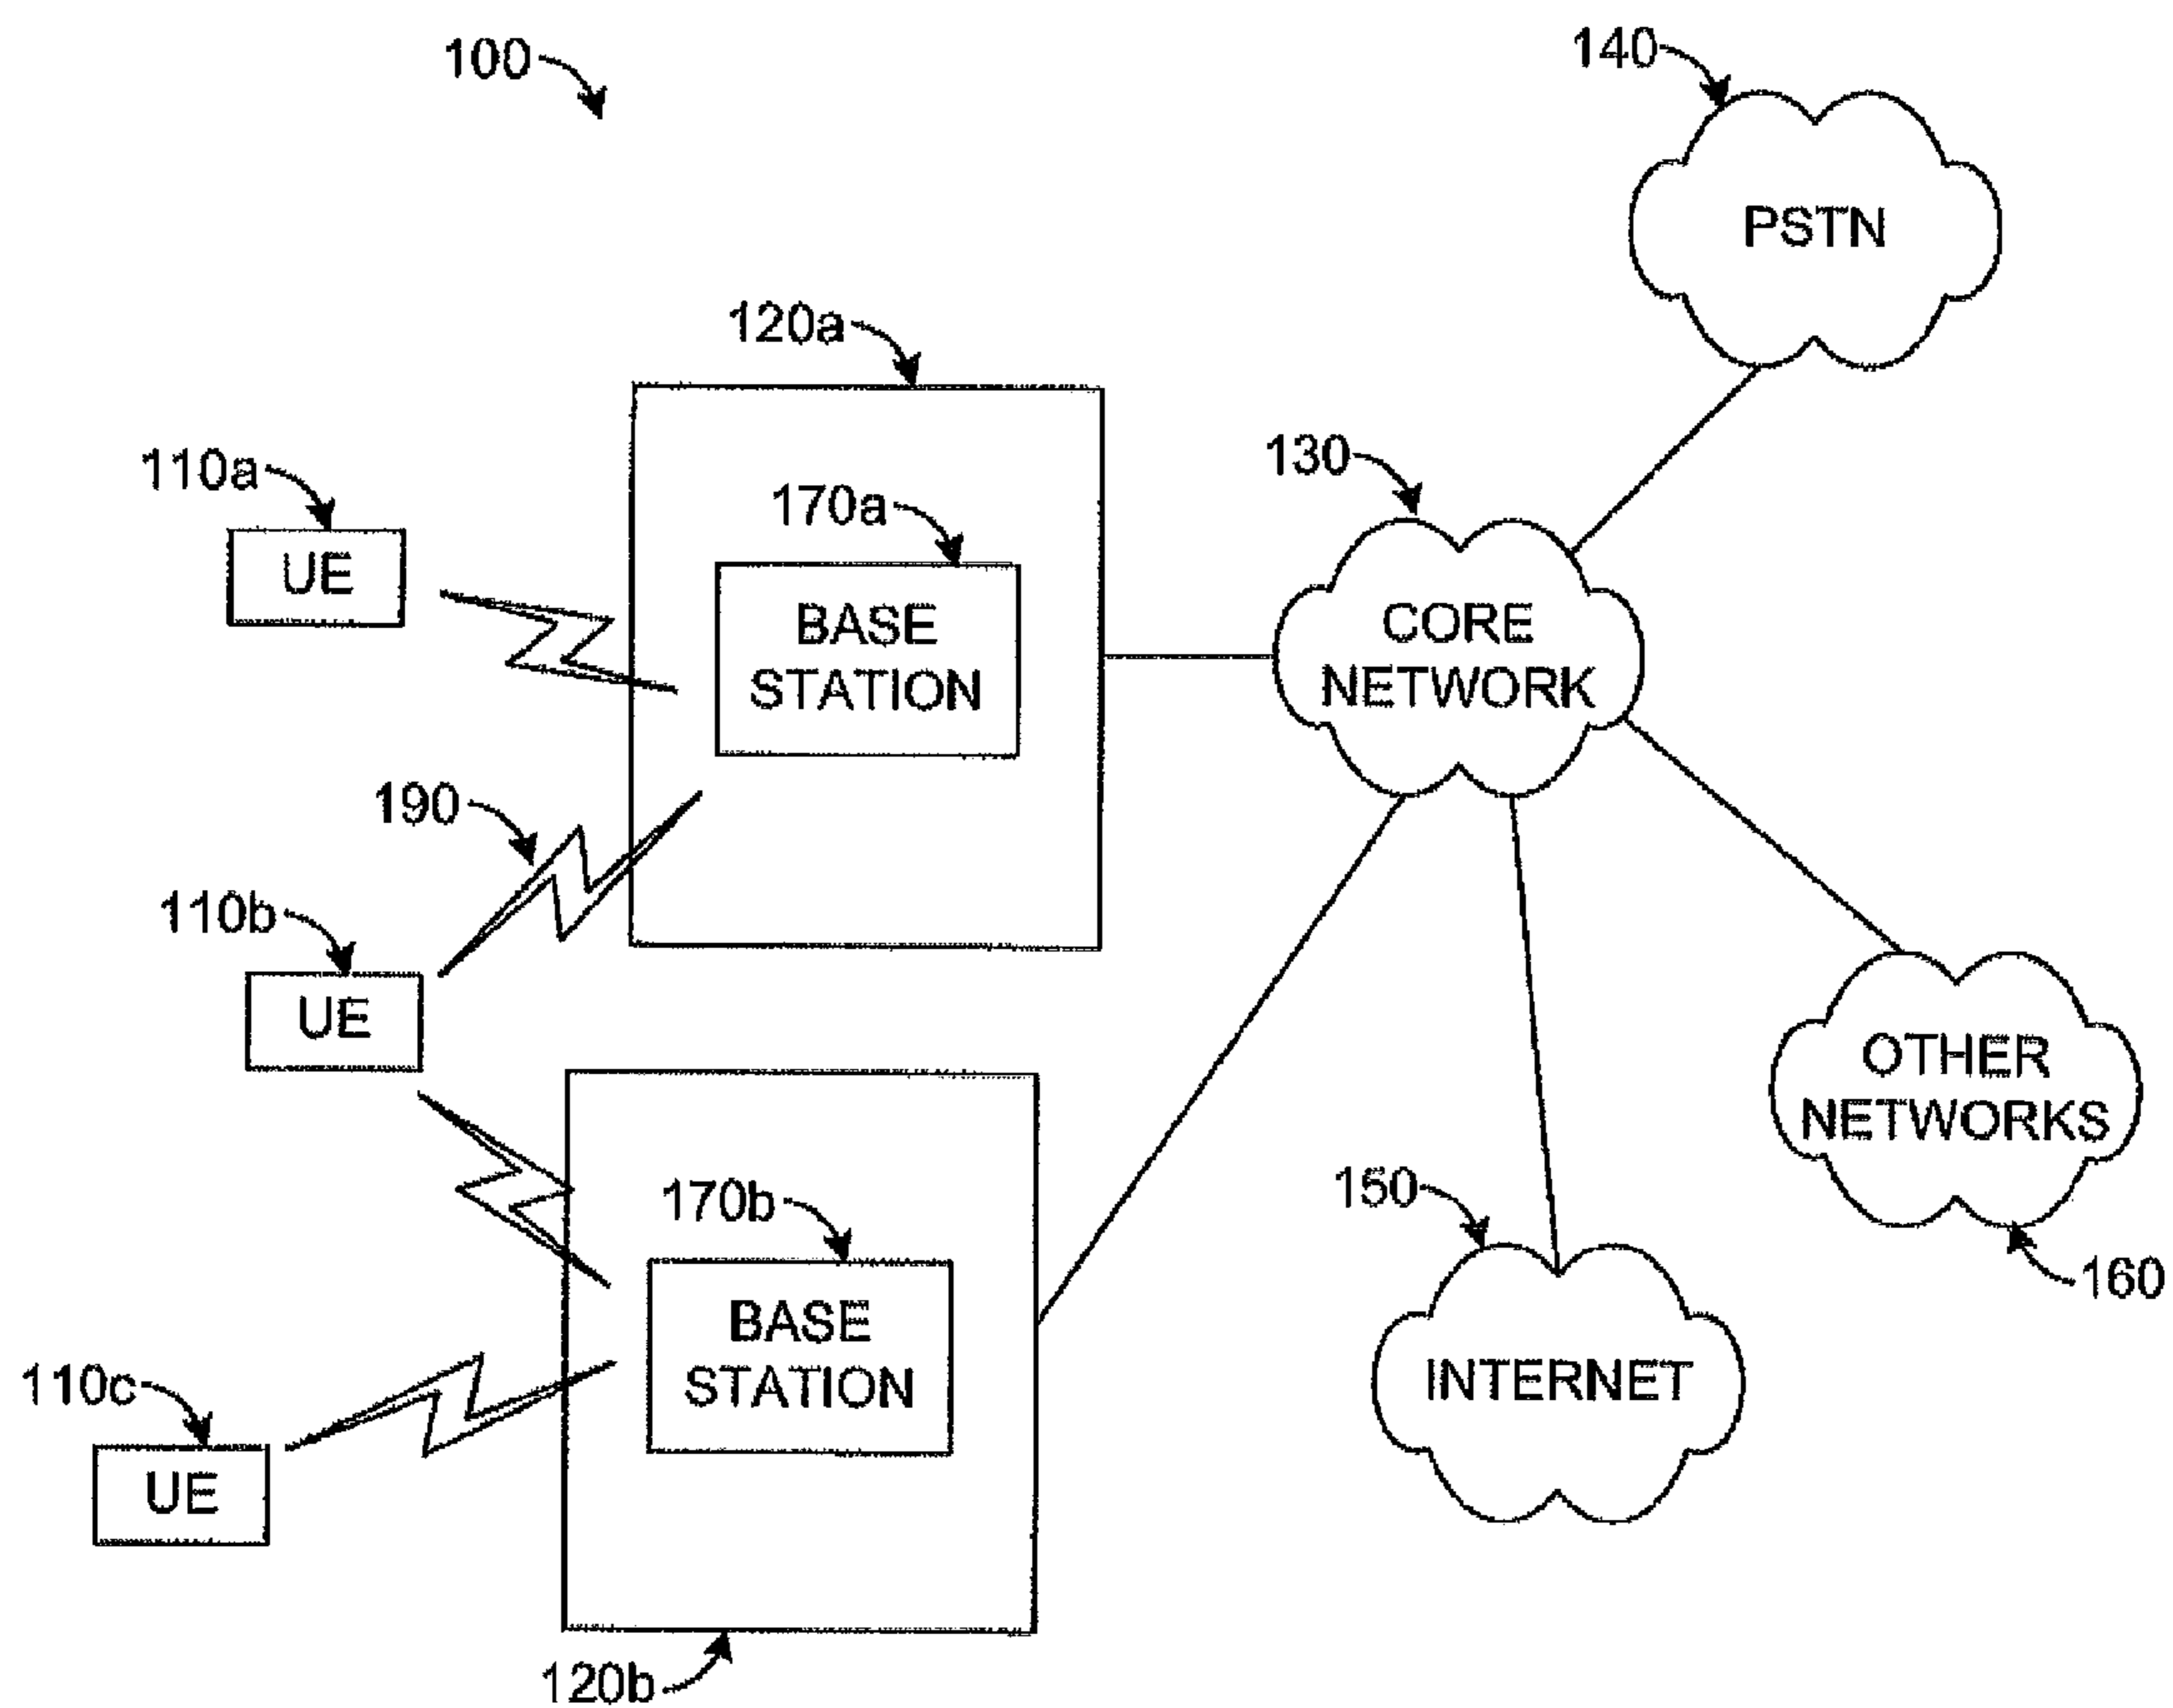 100
140
PSTN
120a
110a
UE
170a
BASE
STATION
130
CORE
NETWORK
190
110b
UE
OTHER
NETWORKS
160
150
INTERNET
170b
BASE
STATION
110c
UE
120b